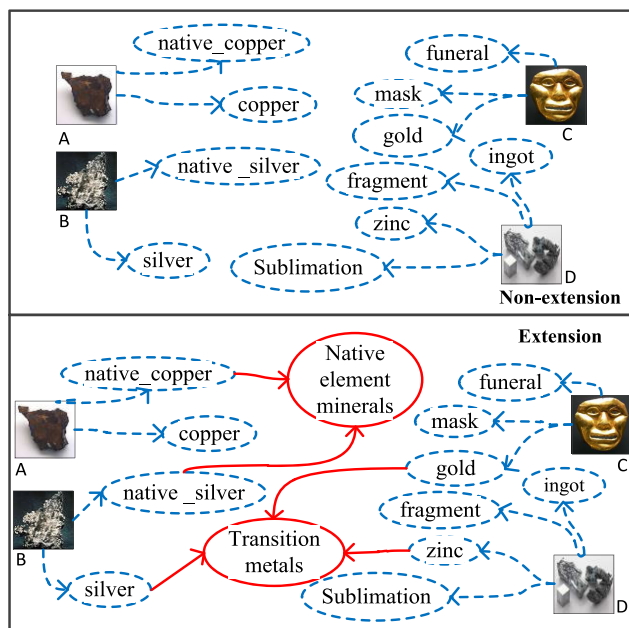 native_copper
funeral
mask
copper
A
C
gold
ingot
native _silver
fragment
B
zinc
silver
Sublimation
D
Non-extension
Extension
Native
element
minerals
native_copper
funeral
mask
A
copper
C
gold
native _silver
ingot
fragment
B
Transition
metals
zinc
silver
Sublimation
D